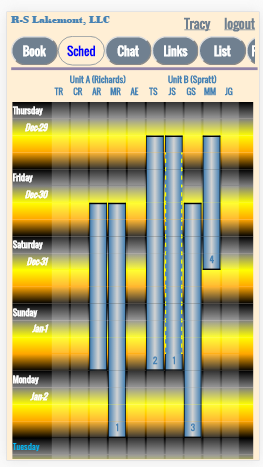 R-S Lakemont, LLC
Tracy logout
Book Sched Chat Links List
Unit A (Richards) Unit B (Spratt)
TR CR AR MR AE TS JS GS MM JG
Thursday
Dec-29
Friday
Dec-30
Saturday
Dec-31
4
Sunday
Jan-1
2 1
Monday
Jan-2
1 3
Tuesday